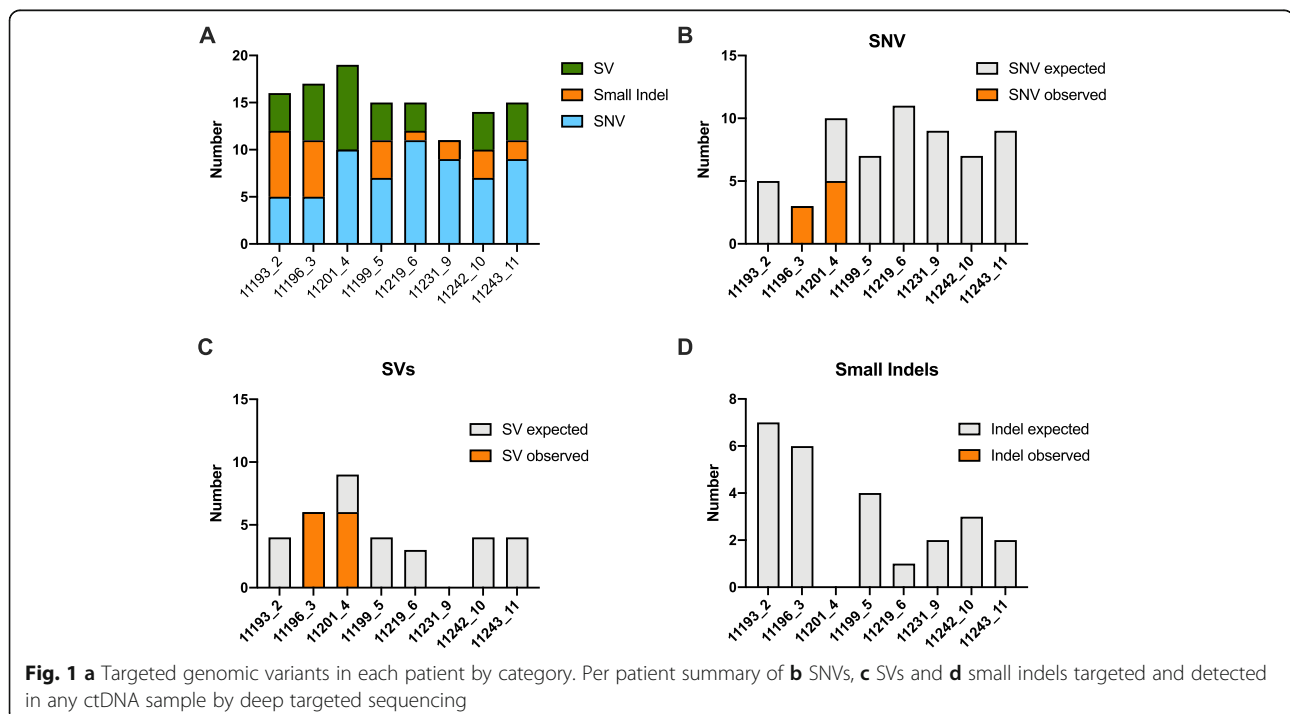 A
20
15
10
5
0
Number
SV
Small Indel
SNV
11193_2
11196_3
11201_4
11199_5
11219_6
11231_9
11242_10
11243_11
B
SNV
15
10
5
0
Number
SNV expected
SNV observed
11193_2
11196_3
11201_4
11199_5
11219_6
11231_9
11242_10
11243_11
C
SVs
15
10
5
0
Number
SV expected
SV observed
11193_2
11196_3
11201_4
11199_5
11219_6
11231_9
11242_10
11243_11
D
Small Indels
8
6
4
2
0
Number
Indel expected
Indel observed
11193_2
11196_3
11201_4
11199_5
11219_6
11231_9
11242_10
11243_11
Fig. 1 a Targeted genomic variants in each patient by category. Per patient summary of b SNVs, c SVs and d small indels targeted and detected
in any ctDNA sample by deep targeted sequencing